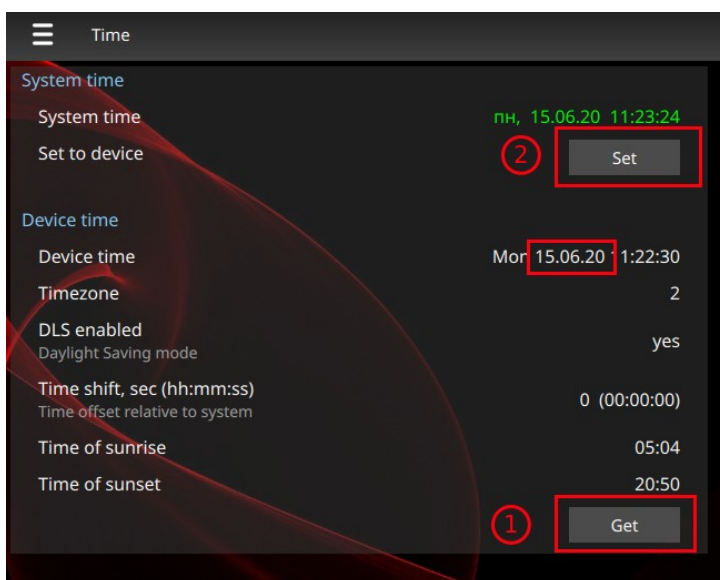 Time
System time
System time пн, 15.06.20 11:23:24
Set to device 2 Set
Device time
Device time Mon 15.06.20 11:22:30
Timezone 2
DLS enabled yes
Daylight Saving mode
Time shift, sec (hh:mm:ss) 0 (00:00:00)
Time offset relative to system
Time of sunrise 05:04
Time of sunset 20:50
1 Get